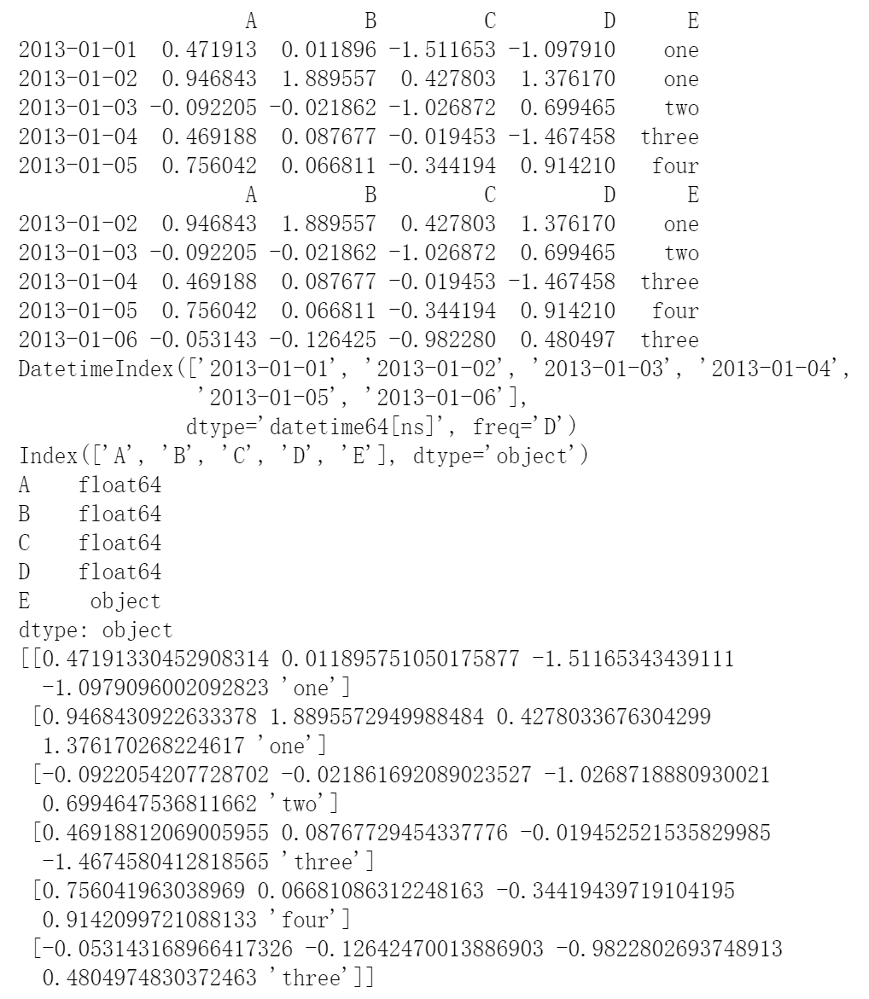 A         B         C         D      E
2013-01-01  0.471913  0.011896 -1.511653 -1.097910    one
2013-01-02  0.946843  1.889557  0.427803  1.376170    one
2013-01-03 -0.092205 -0.021862 -1.026872  0.699465    two
2013-01-04  0.469188  0.087677 -0.019453 -1.467458  three
2013-01-05  0.756042  0.066811 -0.344194  0.914210   four
                   A         B         C         D      E
2013-01-02  0.946843  1.889557  0.427803  1.376170    one
2013-01-03 -0.092205 -0.021862 -1.026872  0.699465    two
2013-01-04  0.469188  0.087677 -0.019453 -1.467458  three
2013-01-05  0.756042  0.066811 -0.344194  0.914210   four
2013-01-06 -0.053143 -0.126425 -0.982280  0.480497  three
DatetimeIndex(['2013-01-01', '2013-01-02', '2013-01-03', '2013-01-04',
               '2013-01-05', '2013-01-06'],
              dtype='datetime64[ns]', freq='D')
Index(['A', 'B', 'C', 'D', 'E'], dtype='object')
A    float64
B    float64
C    float64
D    float64
E     object
dtype: object
[[0.47191330452908314 0.011895751050175877 -1.51165343439111
  -1.0979096002092823 'one']
 [0.9468430922633378 1.8895572949988484 0.4278033676304299
  1.376170268224617 'one']
 [-0.0922054207728702 -0.021861692089023527 -1.0268718880930021
  0.6994647536811662 'two']
 [0.46918812069005955 0.08767729454337776 -0.019452521535829985
  -1.4674580412818565 'three']
 [0.756041963038969 0.06681086312248163 -0.34419439719104195
  0.9142099721088133 'four']
 [-0.053143168966417326 -0.12642470013886903 -0.9822802693748913
  0.4804974830372463 'three']]